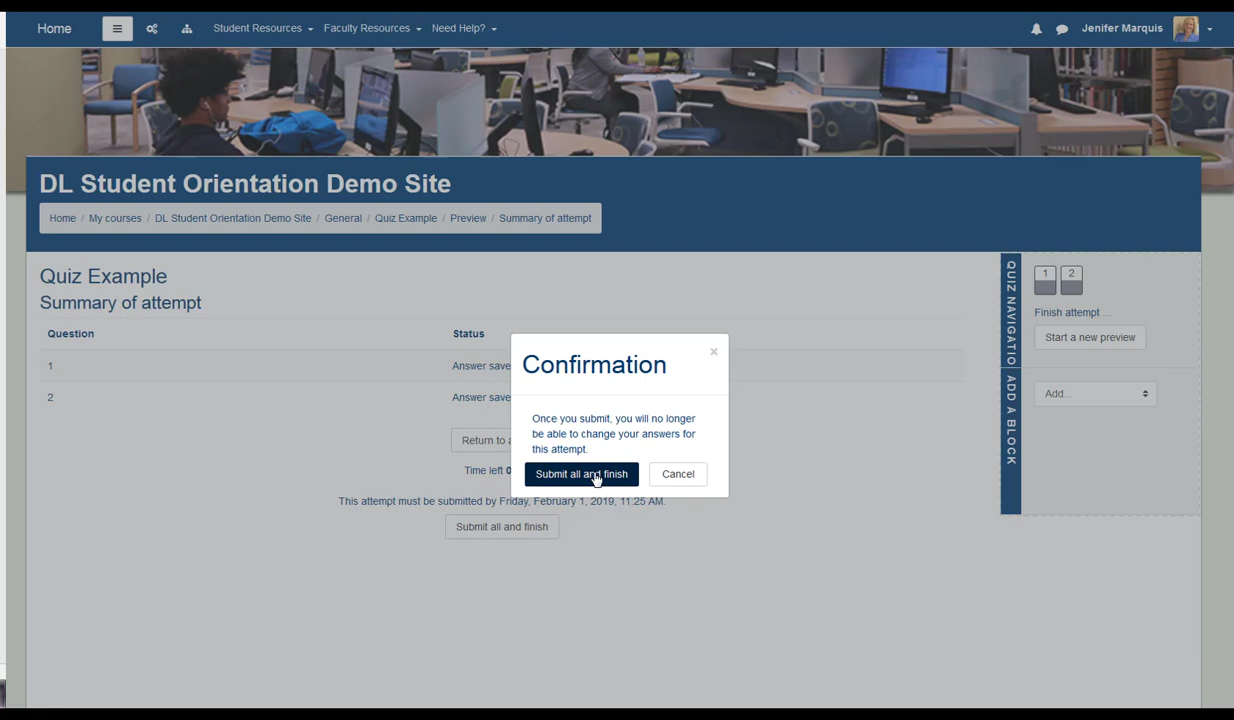 Home
Student Resources
Faculty Resources
Need Help?
Jenifer Marquis
DL Student Orientation Demo Site
Home / My courses / DL Student Orientation Demo Site / General / Quiz Example / Preview / Summary of attempt
Quiz Example
Summary of attempt
Question Status
1 Answer save
2 Answer save
Return to a
Time left 0
This attempt must be submitted by Friday, February 1, 2019, 11:25 AM.
Submit all and finish
Confirmation
×
Once you submit, you will no longer
be able to change your answers for
this attempt.
Submit all and finish
Cancel
QUIZ NAVIGATIO
1 2
Finish attempt ...
Start a new preview
ADD A BLOCK
Add...